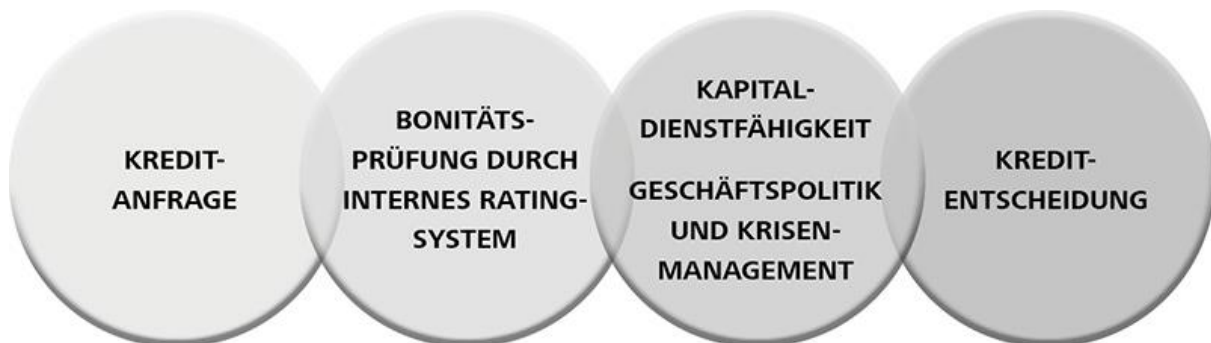 KREDIT-
ANFRAGE
BONITÄTS-
PRÜFUNG DURCH
INTERNES RATING-
SYSTEM
KAPITAL-
DIENSTFÄHIGKEIT
GESCHÄFTSPOLITIK
UND KRISEN-
MANAGEMENT
KREDIT-
ENTSCHEIDUNG